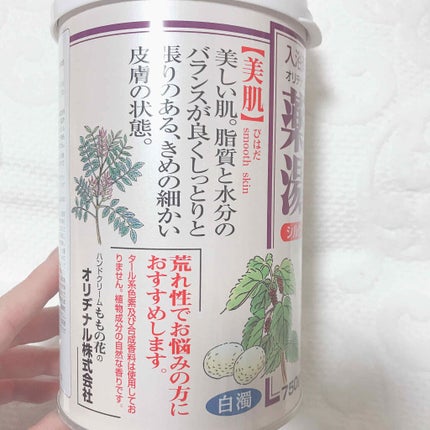 入浴
オリヂ
薬湯
シルク
【美肌】
びはだ
smooth skin
美しい肌。脂質と水分の
バランスが良くしっとりと
張りのある、きめの細かい
皮膚の状態。
荒れ性でお悩みの方に
おすすめします。
タール系色素及び合成香料は使用してお
りません。植物成分の自然な香りです。
ハンドクリームももの花の
オリヂナル株式会社
白濁
750